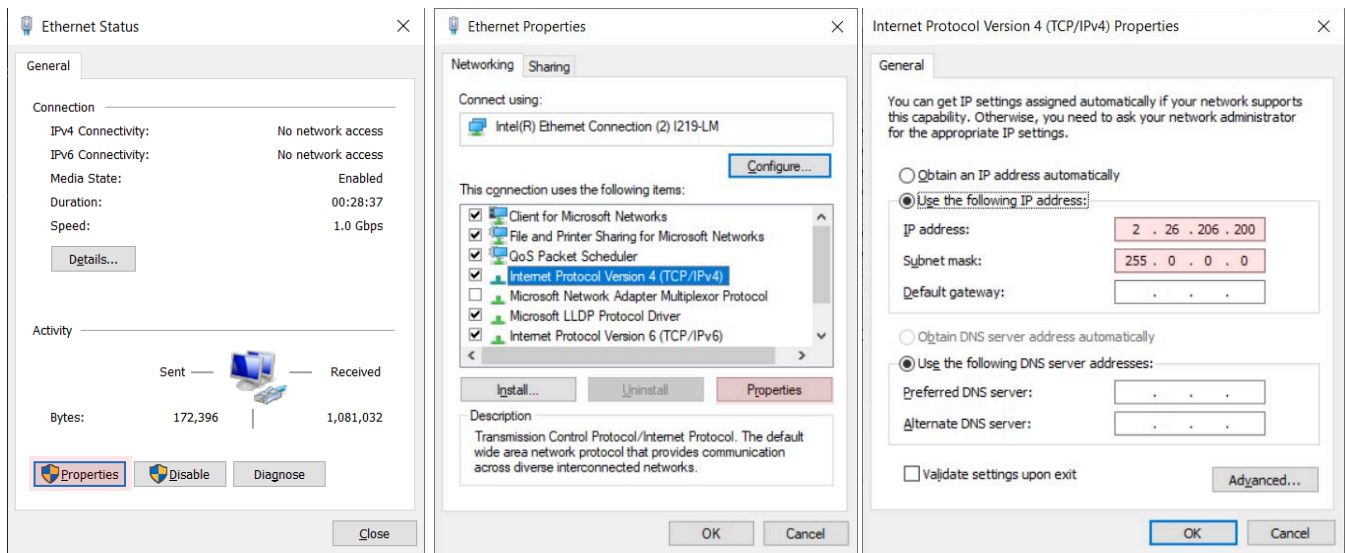 Ethernet Status
General
Connection
IPv4 Connectivity: No network access
IPv6 Connectivity: No network access
Media State: Enabled
Duration: 00:28:37
Speed: 1.0 Gbps
Details...
Activity
Sent Received
Bytes: 172,396 1,081,032
Properties Disable Diagnose
Close
Ethernet Properties
Networking Sharing
Connect using:
Intel(R) Ethernet Connection (2) I219-LM
Configure...
This connection uses the following items:
Client for Microsoft Networks
File and Printer Sharing for Microsoft Networks
QoS Packet Scheduler
Internet Protocol Version 4 (TCP/IPv4)
Microsoft Network Adapter Multiplexor Protocol
Microsoft LLDP Protocol Driver
Internet Protocol Version 6 (TCP/IPv6)
Install... Uninstall Properties
Description
Transmission Control Protocol/Internet Protocol. The default
wide area network protocol that provides communication
across diverse interconnected networks.
OK Cancel
Internet Protocol Version 4 (TCP/IPv4) Properties
General
You can get IP settings assigned automatically if your network supports
this capability. Otherwise, you need to ask your network administrator
for the appropriate IP settings.
Obtain an IP address automatically
Use the following IP address:
IP address: 2 . 26 . 206 . 200
Subnet mask: 255 . 0 . 0 . 0
Default gateway: . . .
Obtain DNS server address automatically
Use the following DNS server addresses:
Preferred DNS server: . . .
Alternate DNS server: . . .
Validate settings upon exit
Advanced...
OK Cancel